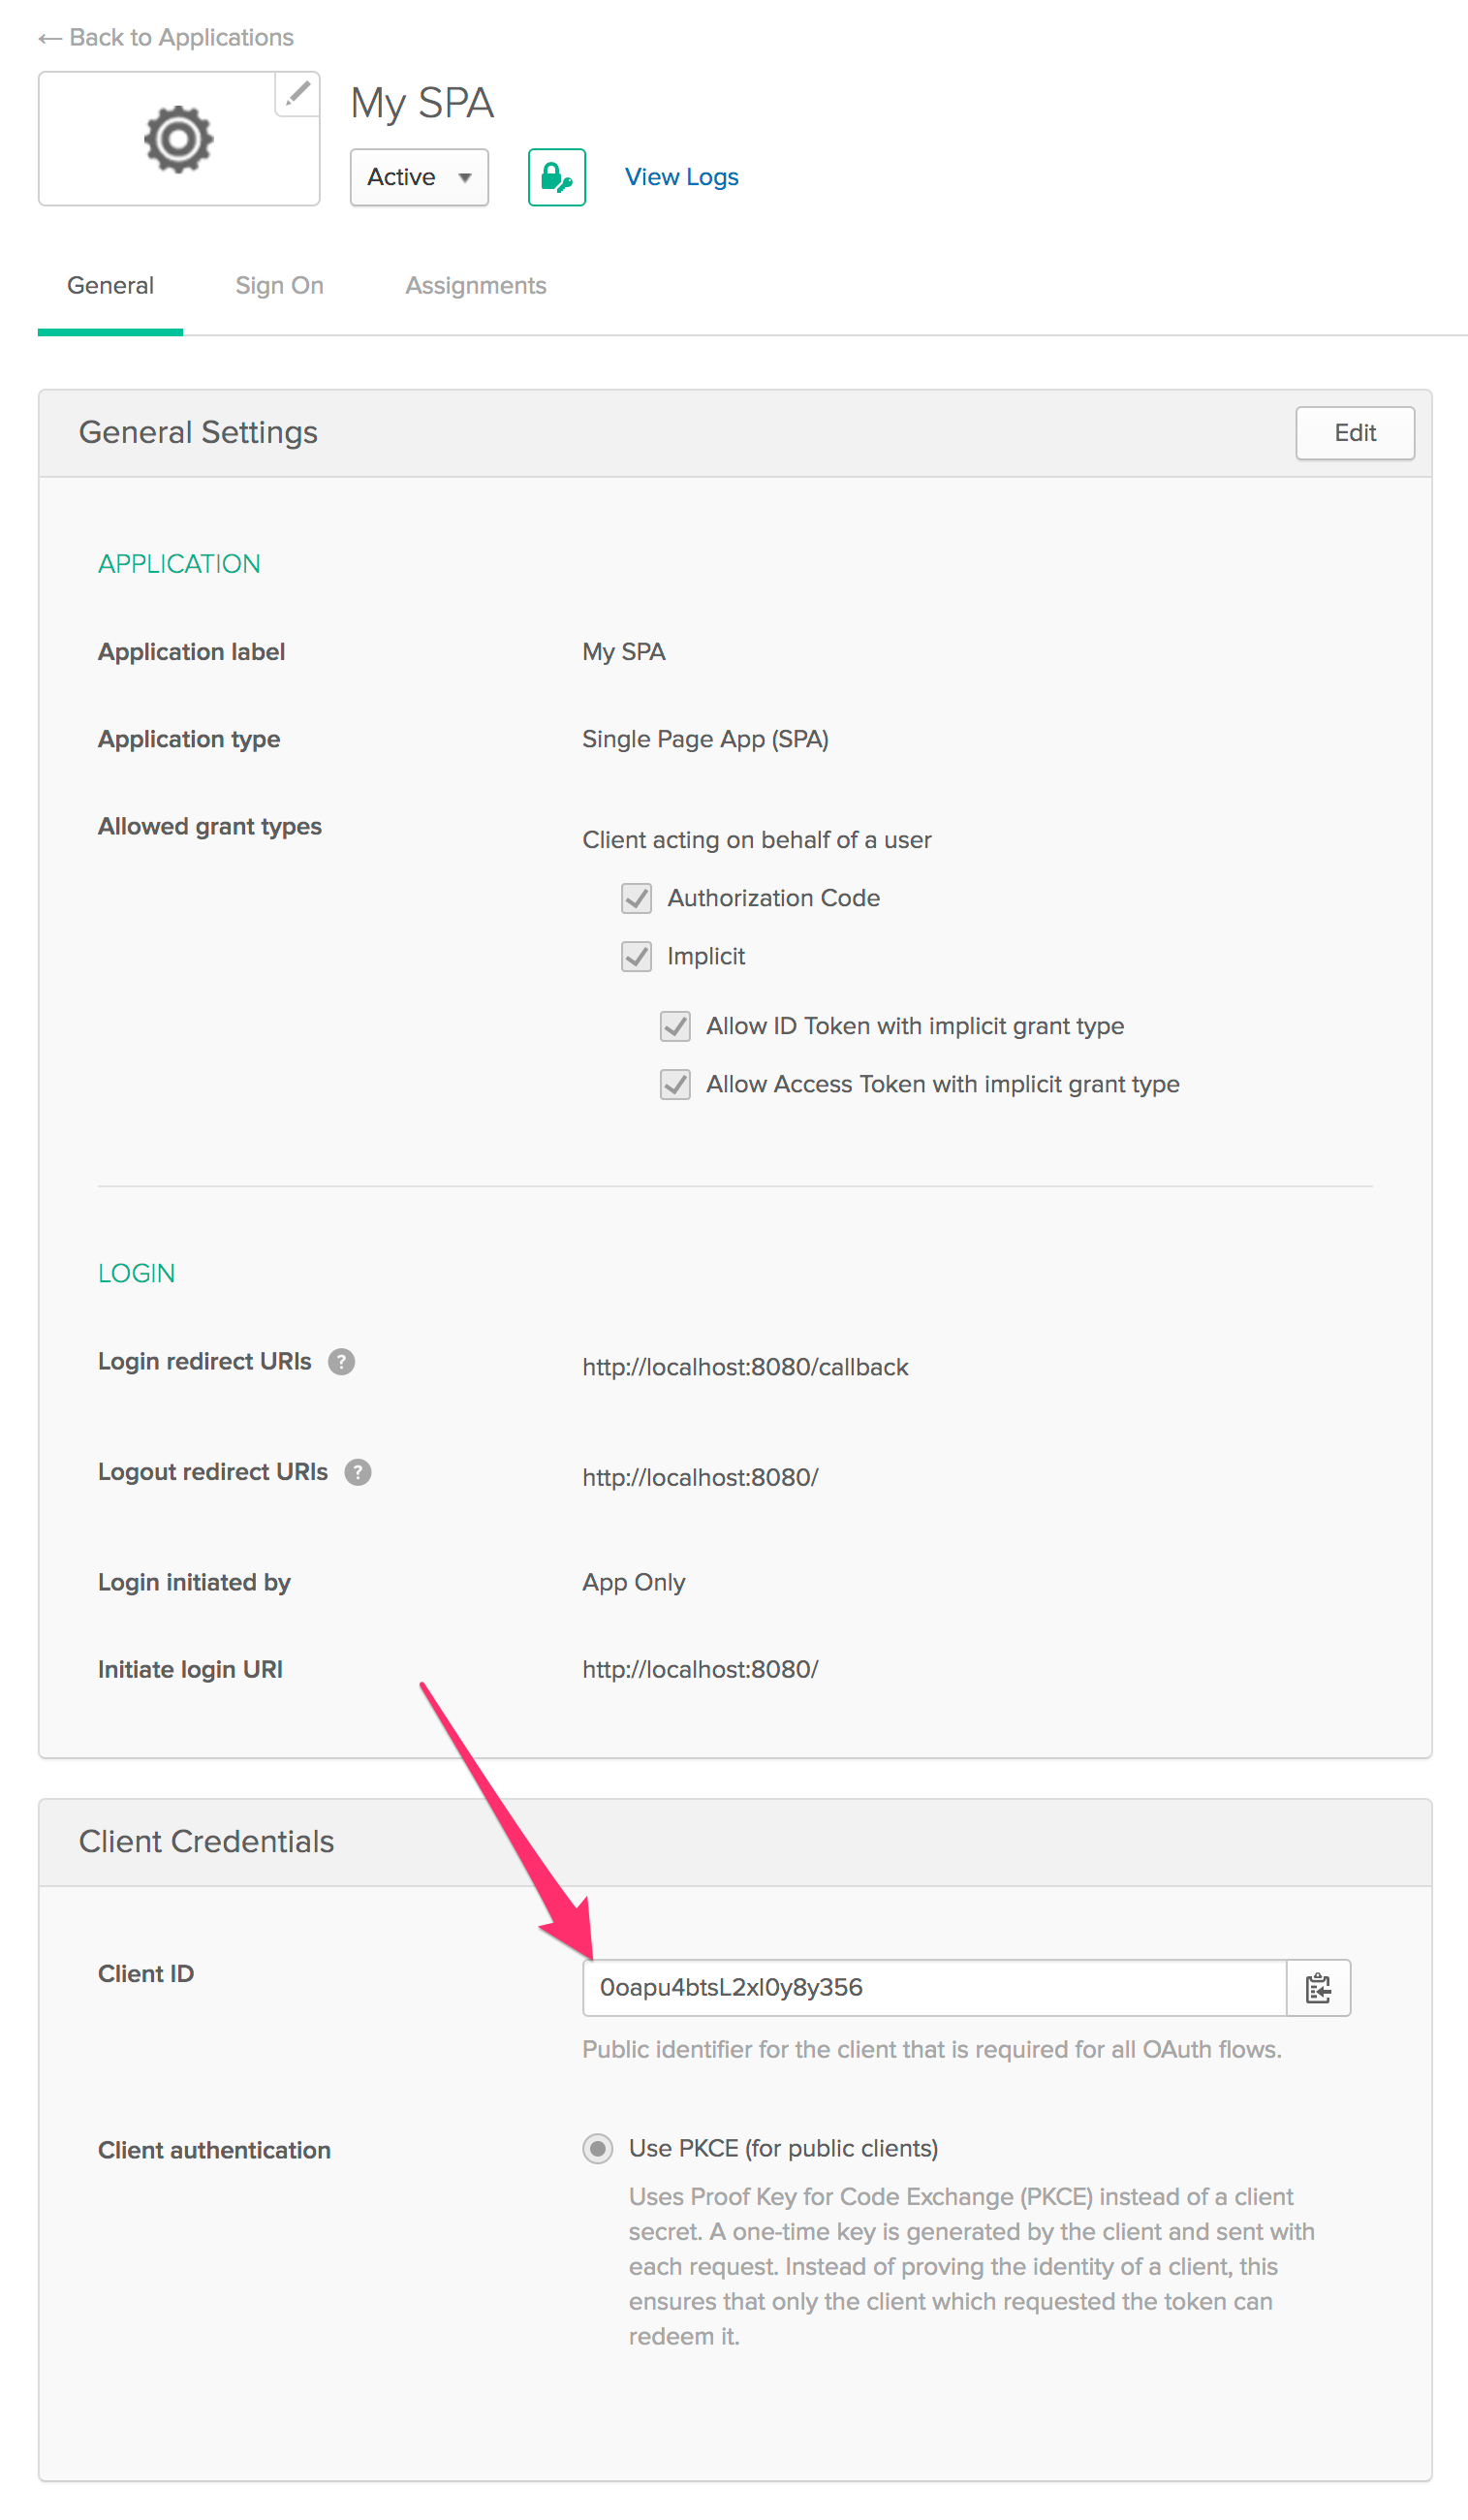 ← Back to Applications
My SPA
Active
View Logs
General
Sign On
Assignments
General Settings
Edit
APPLICATION
Application label
My SPA
Application type
Single Page App (SPA)
Allowed grant types
Client acting on behalf of a user
Authorization Code
Implicit
Allow ID Token with implicit grant type
Allow Access Token with implicit grant type
LOGIN
Login redirect URIs ?
http://localhost:8080/callback
Logout redirect URIs ?
http://localhost:8080/
Login initiated by
App Only
Initiate login URI
http://localhost:8080/
Client Credentials
Client ID
0oapu4btsL2xI0y8y356
Public identifier for the client that is required for all OAuth flows.
Client authentication
Use PKCE (for public clients)
Uses Proof Key for Code Exchange (PKCE) instead of a client
secret. A one-time key is generated by the client and sent with
each request. Instead of proving the identity of a client, this
ensures that only the client which requested the token can
redeem it.